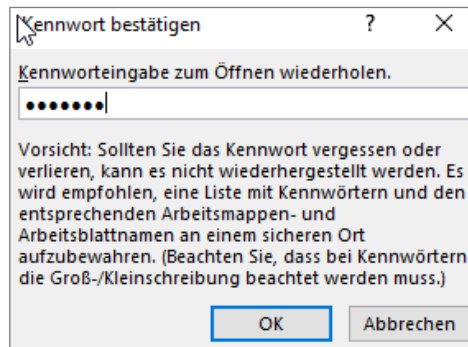 Kennwort bestätigen ? ✕
Kennworteingabe zum Öffnen wiederholen.
•••••••
Vorsicht: Sollten Sie das Kennwort vergessen oder
verlieren, kann es nicht wiederhergestellt werden. Es
wird empfohlen, eine Liste mit Kennwörtern und den
entsprechenden Arbeitsmappen- und
Arbeitsblattnamen an einem sicheren Ort
aufzubewahren. (Beachten Sie, dass bei Kennwörtern
die Groß-/Kleinschreibung beachtet werden muss.)
OK Abbrechen